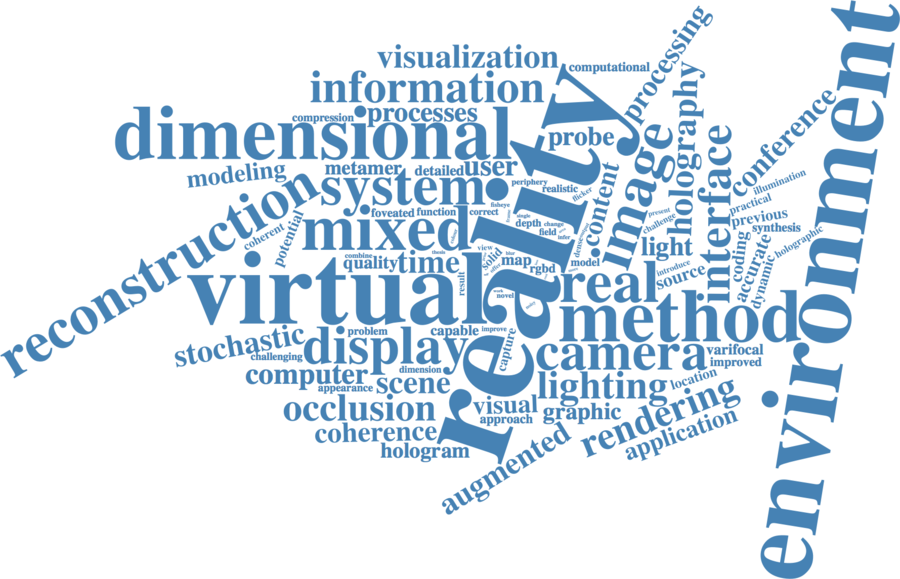 visualization
computational
processing
information
environment
compression
processes
dimensional
probe
holography
conference
modeling
metamer
detailed
user
image
interface
system
periphery
realistic
flicker
illumination
reconstruction
fisheye
content
practical
foveated
function
correct
single
present
previous
mixed
depth
change
challenge
synthesis
potential
coherent
field
infer
light
coding
accurate
holographic
reality
combine
view
solid
map
model
quality
time
rgbd
introduce
source
dynamic
virtual
result
novel
real
method
stochastic
problem
capable
improve
display
capture
camera
varifocal
challenging
improved
computer
dimension
scene
appearance
lighting
location
occlusion
visual
graphic
rendering
approach
coherence
application
hologram
augmented